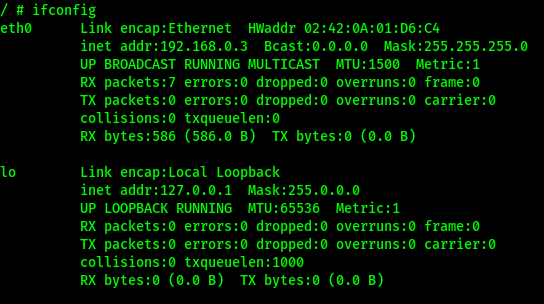 / # ifconfig
eth0      Link encap:Ethernet  HWaddr 02:42:0A:01:D6:C4
          inet addr:192.168.0.3  Bcast:0.0.0.0  Mask:255.255.255.0
          UP BROADCAST RUNNING MULTICAST  MTU:1500  Metric:1
          RX packets:7 errors:0 dropped:0 overruns:0 frame:0
          TX packets:0 errors:0 dropped:0 overruns:0 carrier:0
          collisions:0 txqueuelen:0
          RX bytes:586 (586.0 B)  TX bytes:0 (0.0 B)

lo        Link encap:Local Loopback
          inet addr:127.0.0.1  Mask:255.0.0.0
          UP LOOPBACK RUNNING  MTU:65536  Metric:1
          RX packets:0 errors:0 dropped:0 overruns:0 frame:0
          TX packets:0 errors:0 dropped:0 overruns:0 carrier:0
          collisions:0 txqueuelen:1000
          RX bytes:0 (0.0 B)  TX bytes:0 (0.0 B)